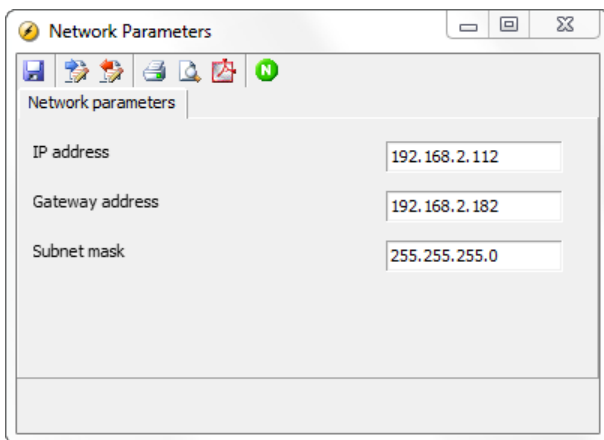 Network Parameters
N
Network parameters
IP address
192.168.2.112
Gateway address
192.168.2.182
Subnet mask
255.255.255.0